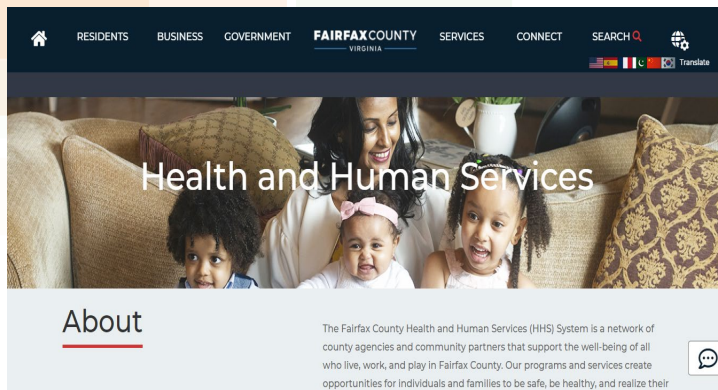 RESIDENTS BUSINESS GOVERNMENT FAIRFAXCOUNTY SERVICES CONNECT SEARCH
VIRGINIA
Translate
Health and Human Services
About
The Fairfax County Health and Human Services (HHS) System is a network of
county agencies and community partners that support the well-being of all
who live, work, and play in Fairfax County. Our programs and services create
opportunities for individuals and families to be safe, be healthy, and realize their